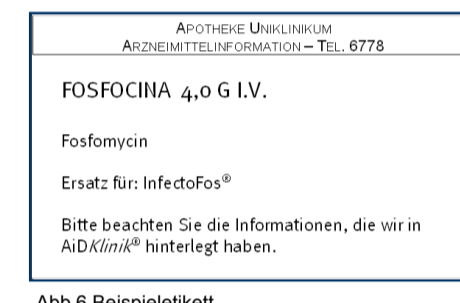 APOTHEKE UNIKLINIKUM
ARZNEIMITTELINFORMATION – TEL. 6778
FOSFOCINA 4,0 G I.V.
Fosfomycin
Ersatz für: InfectoFos®
Bitte beachten Sie die Informationen, die wir in
AiDKlinik® hinterlegt haben.
Abb 6 Beispieletikett